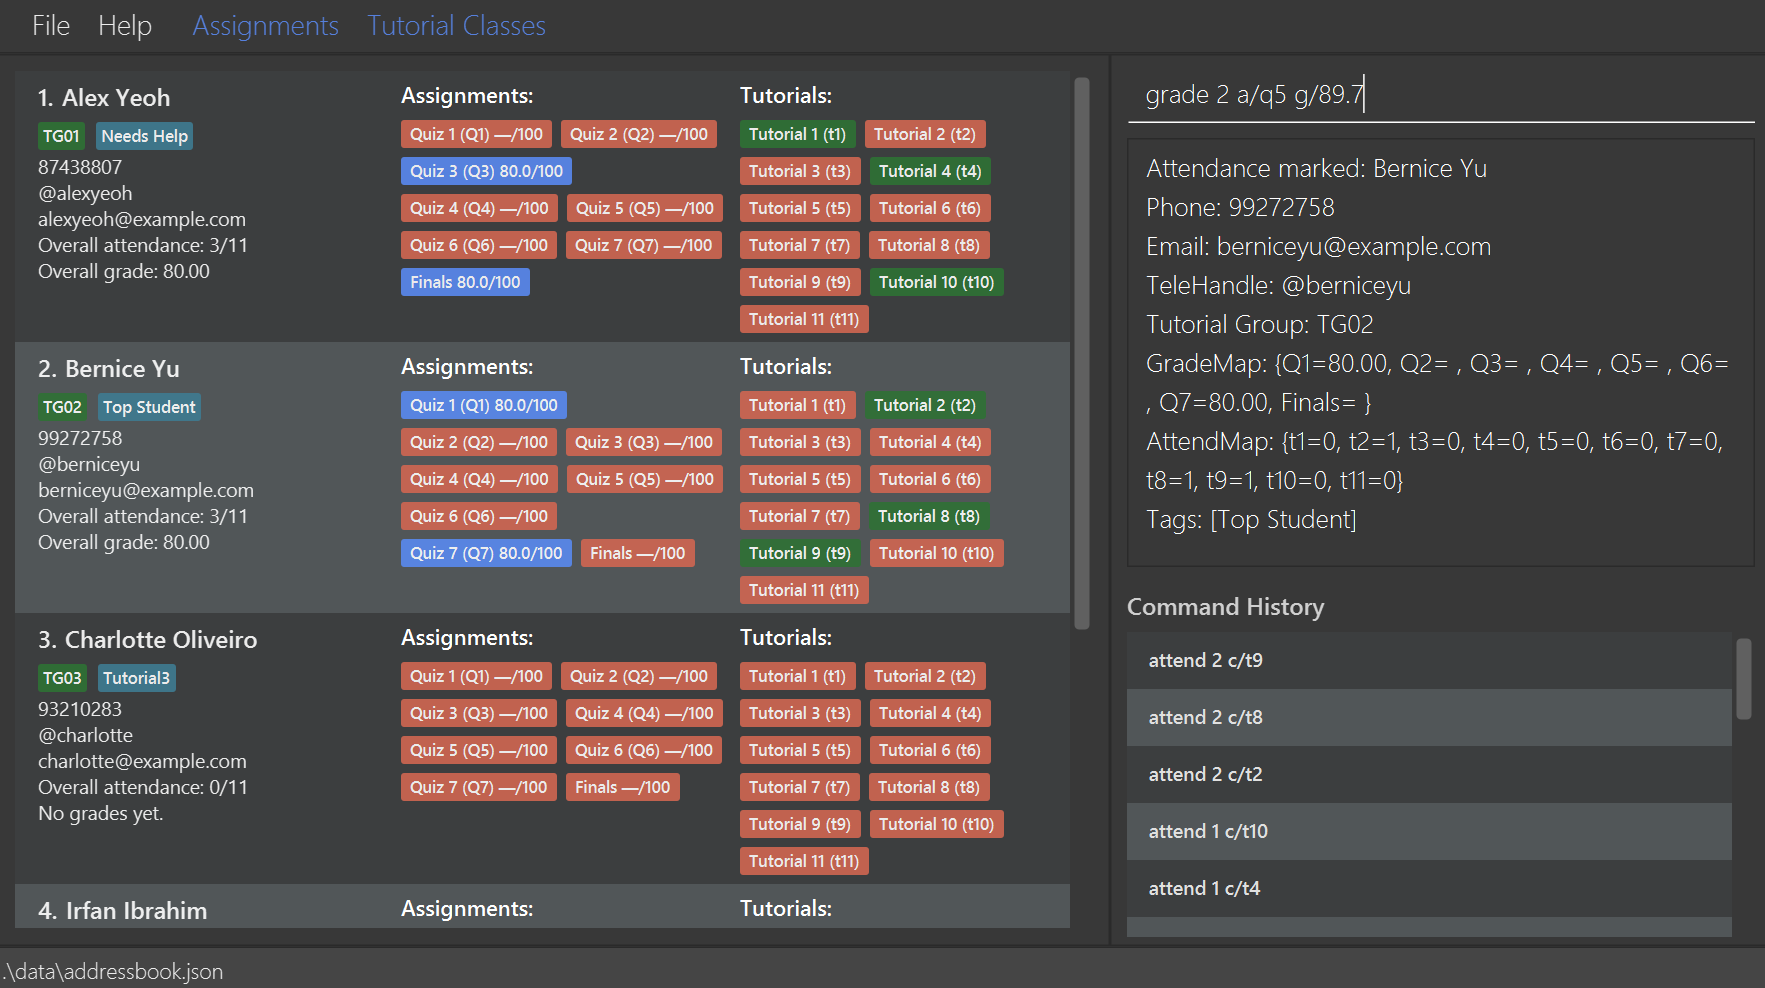 File Help Assignments Tutorial Classes
1. Alex Yeoh
TG01 Needs Help
87438807
@alexyeoh
alexyeoh@example.com
Overall attendance: 3/11
Overall grade: 80.00
Assignments:
Quiz 1 (Q1) —/100 Quiz 2 (Q2) —/100
Quiz 3 (Q3) 80.0/100
Quiz 4 (Q4) —/100 Quiz 5 (Q5) —/100
Quiz 6 (Q6) —/100 Quiz 7 (Q7) —/100
Finals 80.0/100
Tutorials:
Tutorial 1 (t1) Tutorial 2 (t2)
Tutorial 3 (t3) Tutorial 4 (t4)
Tutorial 5 (t5) Tutorial 6 (t6)
Tutorial 7 (t7) Tutorial 8 (t8)
Tutorial 9 (t9) Tutorial 10 (t10)
Tutorial 11 (t11)
2. Bernice Yu
TG02 Top Student
99272758
@berniceyu
berniceyu@example.com
Overall attendance: 3/11
Overall grade: 80.00
Assignments:
Quiz 1 (Q1) 80.0/100
Quiz 2 (Q2) —/100 Quiz 3 (Q3) —/100
Quiz 4 (Q4) —/100 Quiz 5 (Q5) —/100
Quiz 6 (Q6) —/100
Quiz 7 (Q7) 80.0/100 Finals —/100
Tutorials:
Tutorial 1 (t1) Tutorial 2 (t2)
Tutorial 3 (t3) Tutorial 4 (t4)
Tutorial 5 (t5) Tutorial 6 (t6)
Tutorial 7 (t7) Tutorial 8 (t8)
Tutorial 9 (t9) Tutorial 10 (t10)
Tutorial 11 (t11)
3. Charlotte Oliveiro
TG03 Tutorial3
93210283
@charlotte
charlotte@example.com
Overall attendance: 0/11
No grades yet.
Assignments:
Quiz 1 (Q1) —/100 Quiz 2 (Q2) —/100
Quiz 3 (Q3) —/100 Quiz 4 (Q4) —/100
Quiz 5 (Q5) —/100 Quiz 6 (Q6) —/100
Quiz 7 (Q7) —/100 Finals —/100
Tutorials:
Tutorial 1 (t1) Tutorial 2 (t2)
Tutorial 3 (t3) Tutorial 4 (t4)
Tutorial 5 (t5) Tutorial 6 (t6)
Tutorial 7 (t7) Tutorial 8 (t8)
Tutorial 9 (t9) Tutorial 10 (t10)
Tutorial 11 (t11)
4. Irfan Ibrahim
Assignments:
Tutorials:
grade 2 a/q5 g/89.7
Attendance marked: Bernice Yu
Phone: 99272758
Email: berniceyu@example.com
TeleHandle: @berniceyu
Tutorial Group: TG02
GradeMap: {Q1=80.00, Q2= , Q3= , Q4= , Q5= , Q6=
, Q7=80.00, Finals= }
AttendMap: {t1=0, t2=1, t3=0, t4=0, t5=0, t6=0, t7=0,
t8=1, t9=1, t10=0, t11=0}
Tags: [Top Student]
Command History
attend 2 c/t9
attend 2 c/t8
attend 2 c/t2
attend 1 c/t10
attend 1 c/t4
.\data\addressbook.json